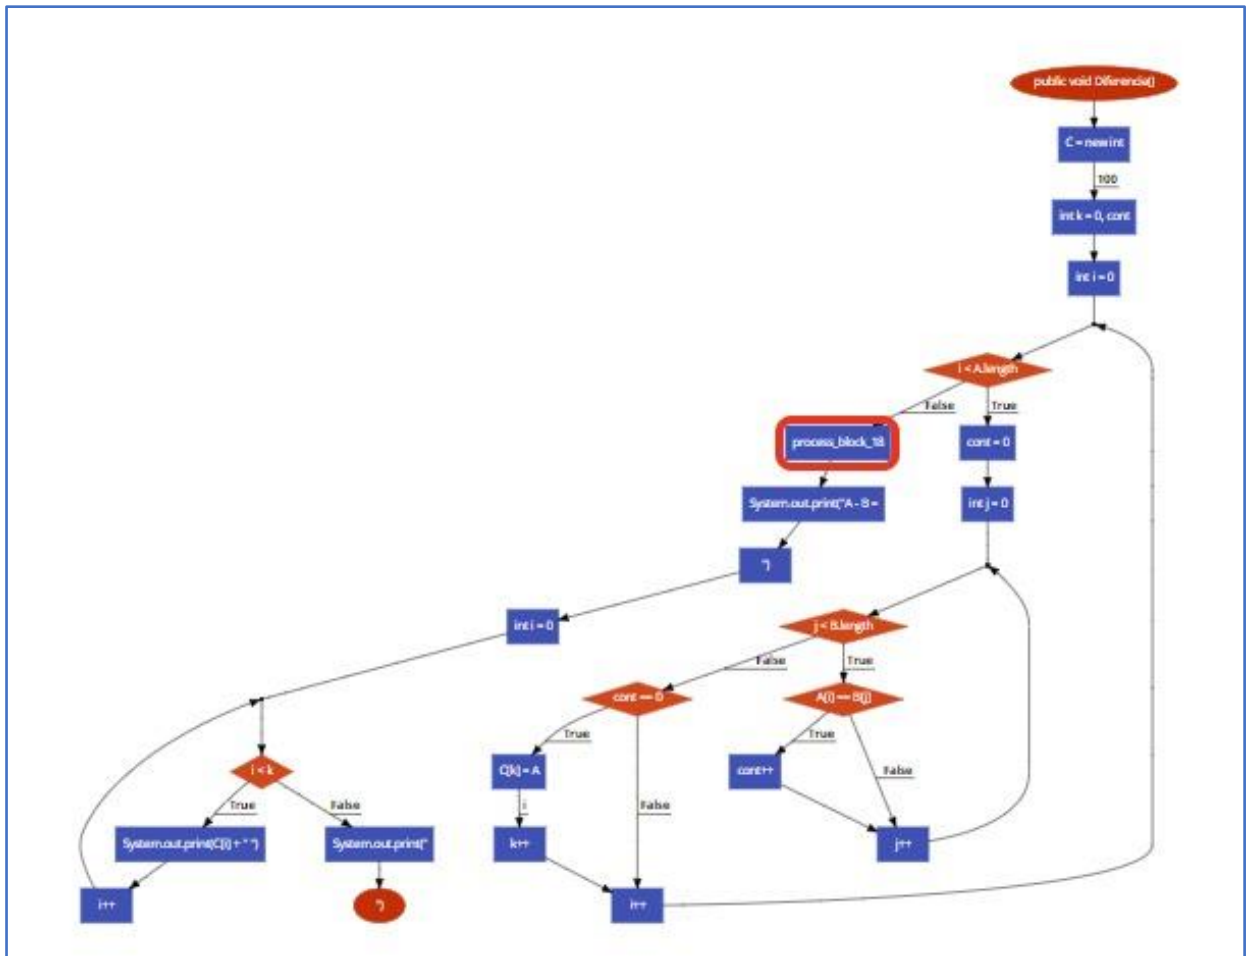 public void Diferencia()
C = new int
100
int k = 0, cont
int i = 0
i < A.length
False
True
process_block_18
cont = 0
System.out.print("A - B =
int j = 0
")
int i = 0
j < B.length
False
True
cont == 0
A[i] == B[j]
True
True
i < k
C[k] = A
cont++
False
True
False
i
False
System.out.print(C[i] + " ")
System.out.print("
k++
j++
i++
")
i++